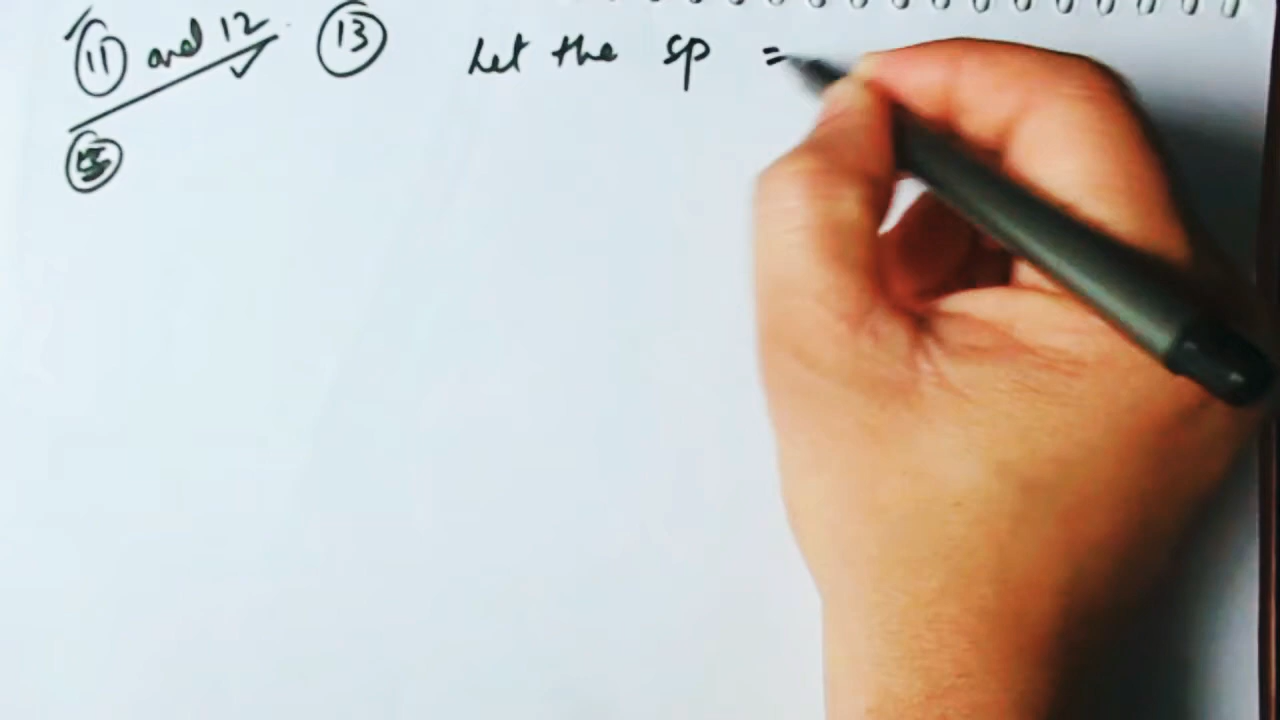 11 and 12 ✓ 13 Let the sp =